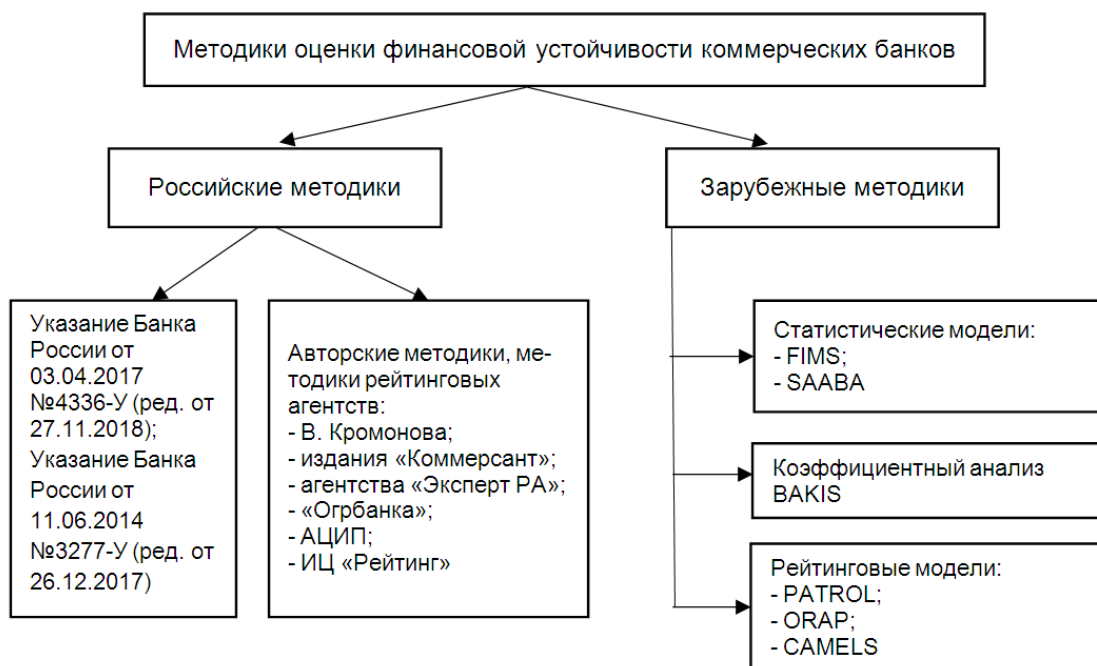 Методики оценки финансовой устойчивости коммерческих банков
Российские методики
Зарубежные методики
Указание Банка
России от
03.04.2017
№4336-У (ред. от
27.11.2018);
Указание Банка
России от
11.06.2014
№3277-У (ред. от
26.12.2017)
Авторские методики, ме-
тодики рейтинговых
агентств:
- В. Кромонова;
- издания «Коммерсант»;
- агентства «Эксперт РА»;
- «Огрбанка»;
- АЦИП;
- ИЦ «Рейтинг»
Статистические модели:
- FIMS;
- SAABA
Коэффициентный анализ
BAKIS
Рейтинговые модели:
- PATROL;
- ORAP;
- CAMELS